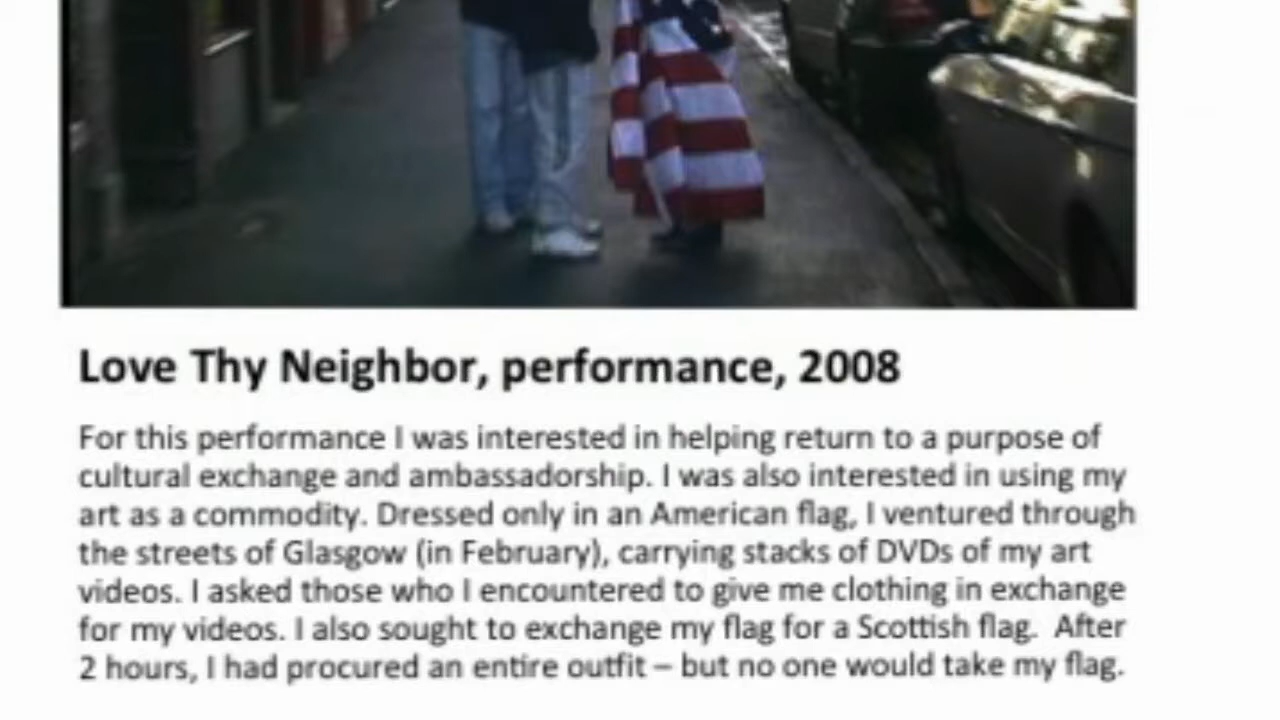 Love Thy Neighbor, performance, 2008
For this performance I was interested in helping return to a purpose of
cultural exchange and ambassadorship. I was also interested in using my
art as a commodity. Dressed only in an American flag, I ventured through
the streets of Glasgow (in February), carrying stacks of DVDs of my art
videos. I asked those who I encountered to give me clothing in exchange
for my videos. I also sought to exchange my flag for a Scottish flag.  After
2 hours, I had procured an entire outfit – but no one would take my flag.